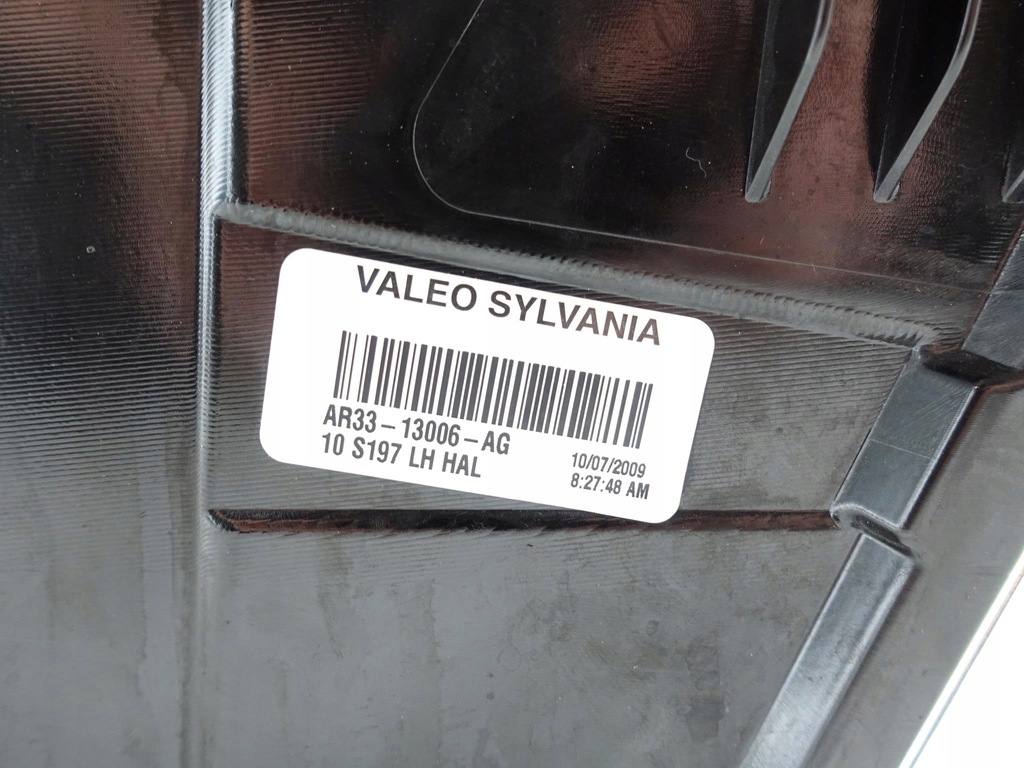 VALEO SYLVANIA
AR33-13006-AG
10 S197 LH HAL
10/07/2009
8:27:48 AM